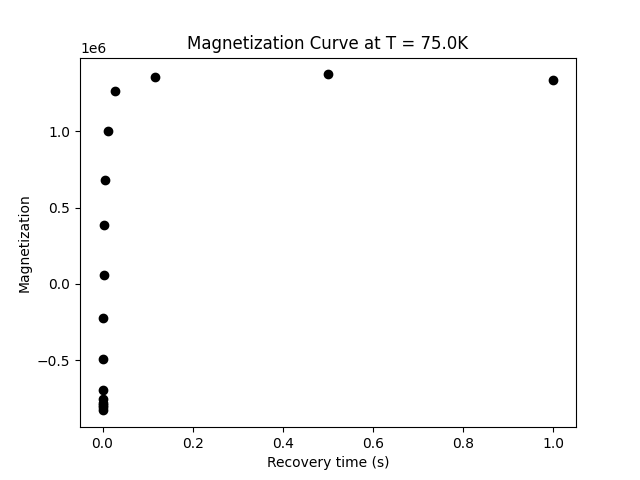 Magnetization Curve at T = 75.0K
1e6
1.0
0.5
0.0
−0.5
Magnetization
0.0 0.2 0.4 0.6 0.8 1.0
Recovery time (s)